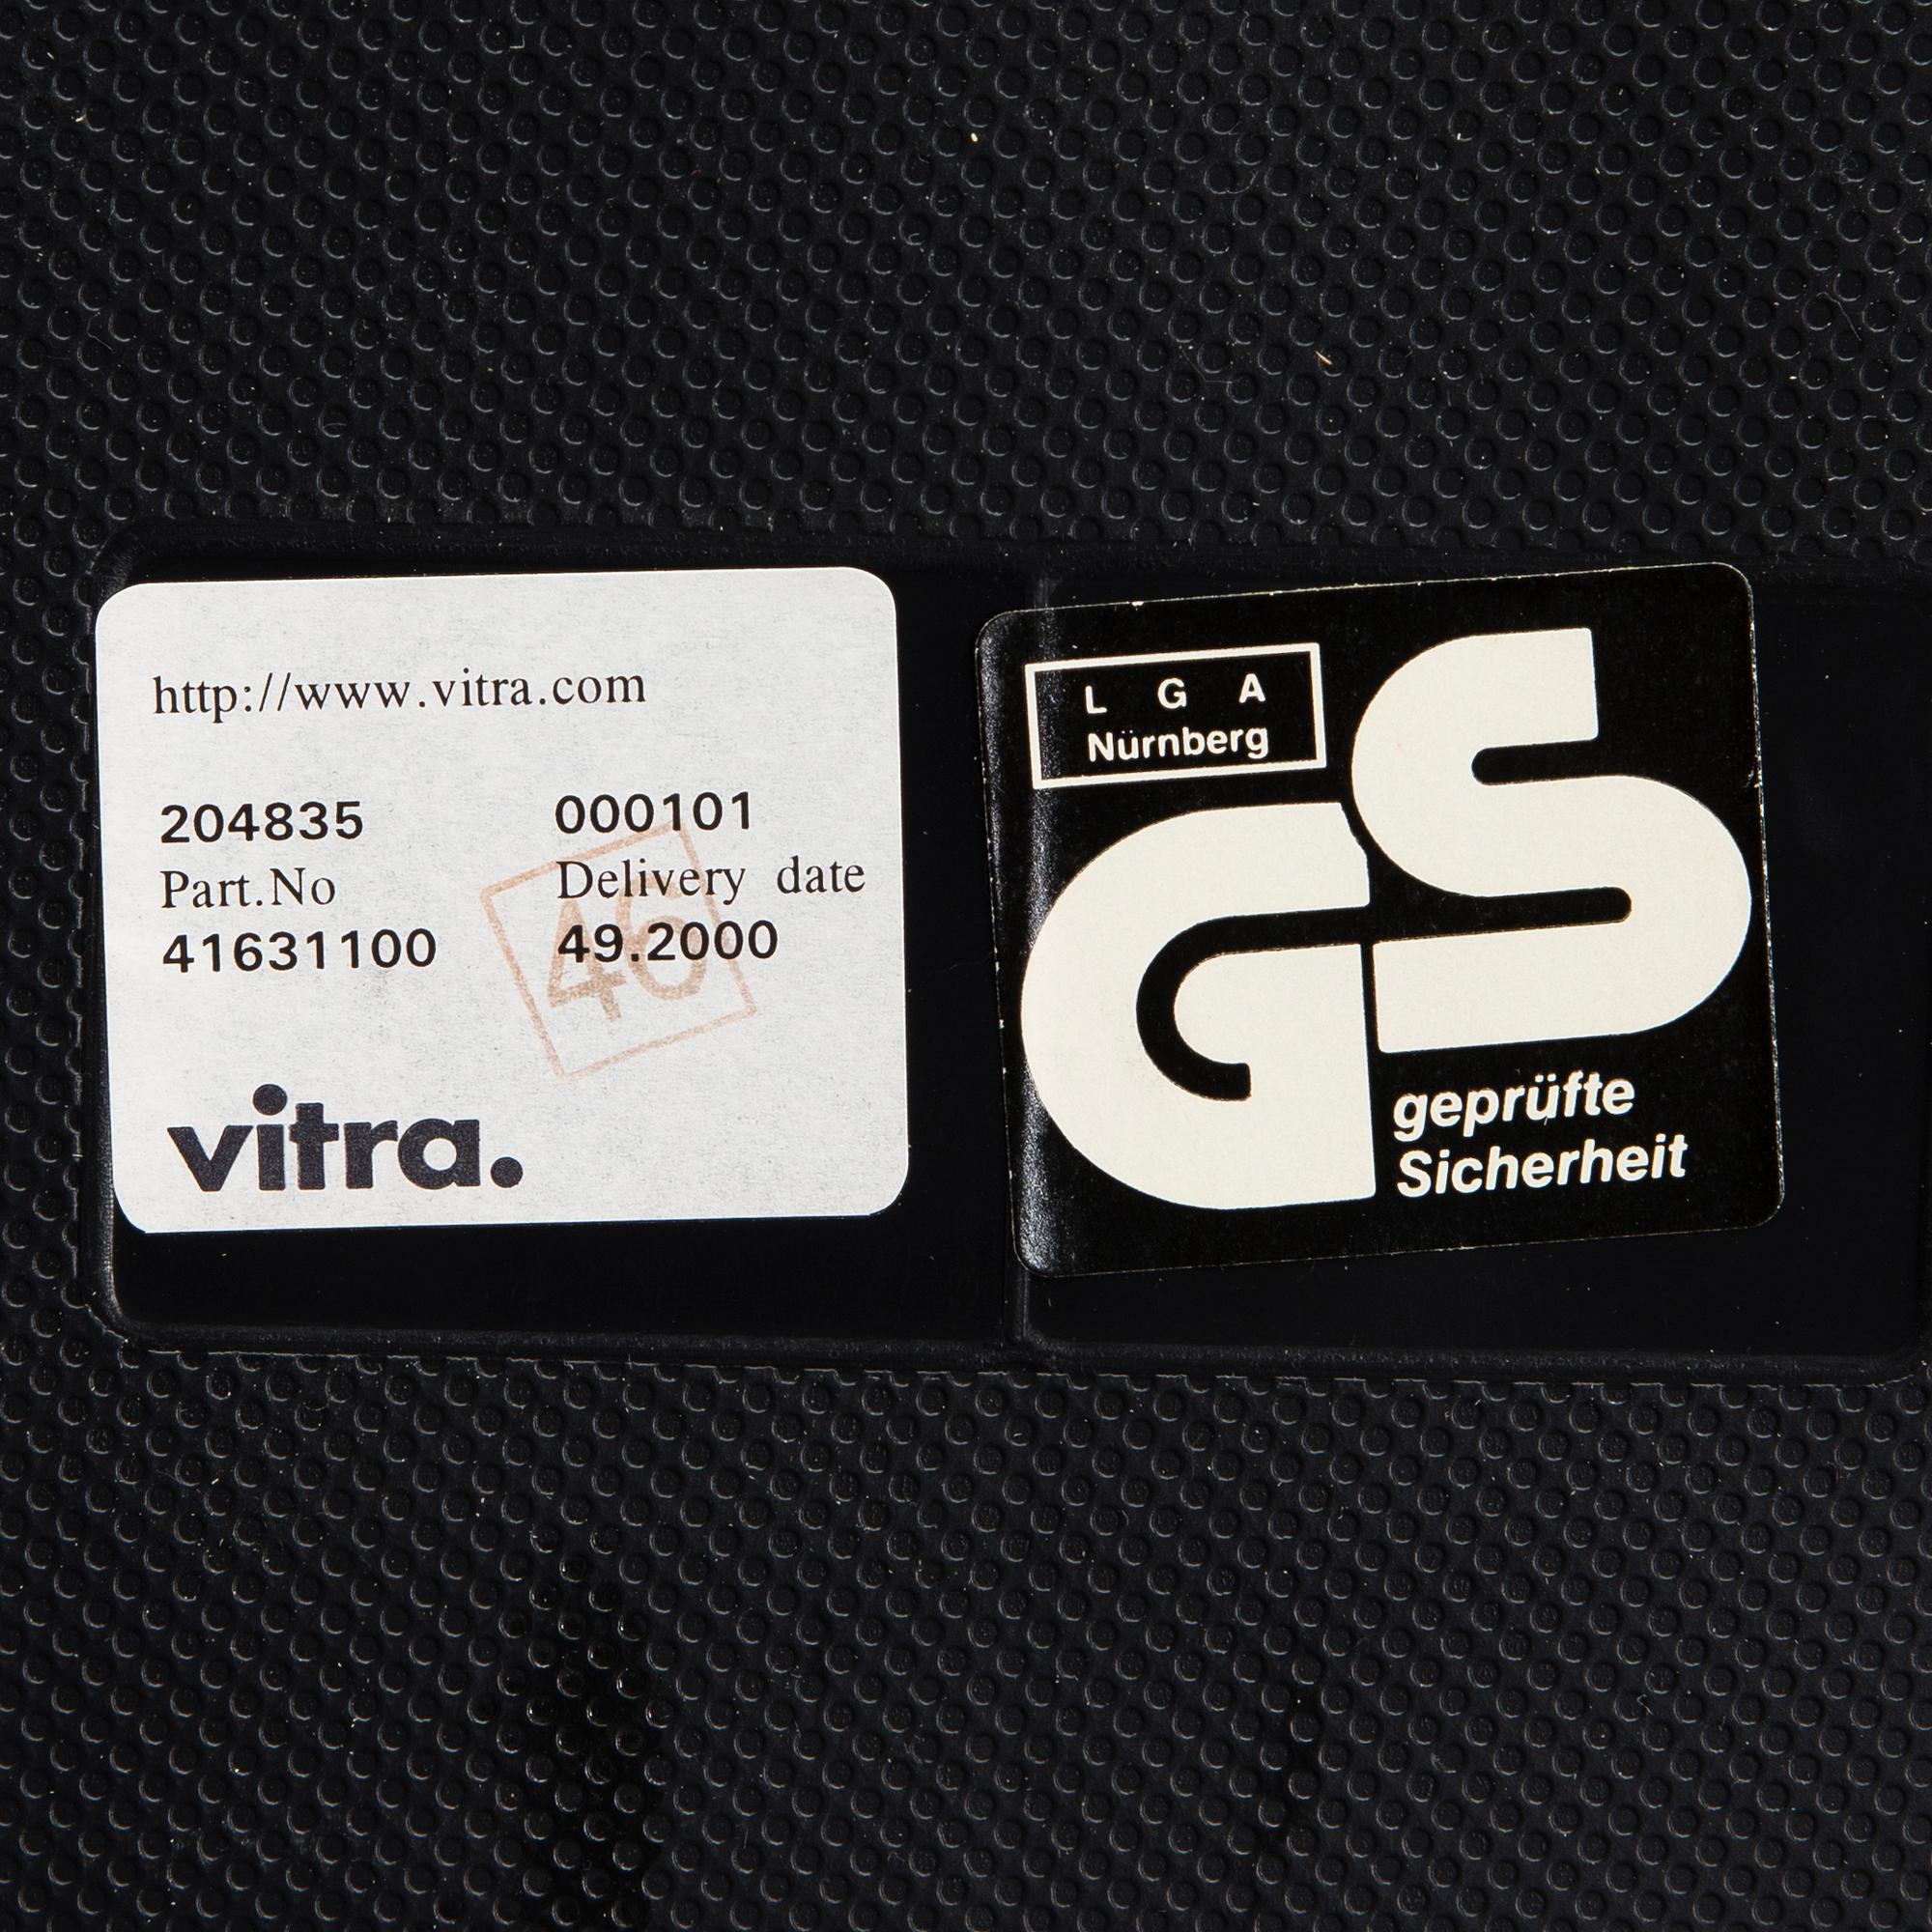 http://www.vitra.com
204835 000101
Part.No Delivery date
41631100 49.2000
46
vitra.
L G A
Nürnberg
GS
geprüfte
Sicherheit